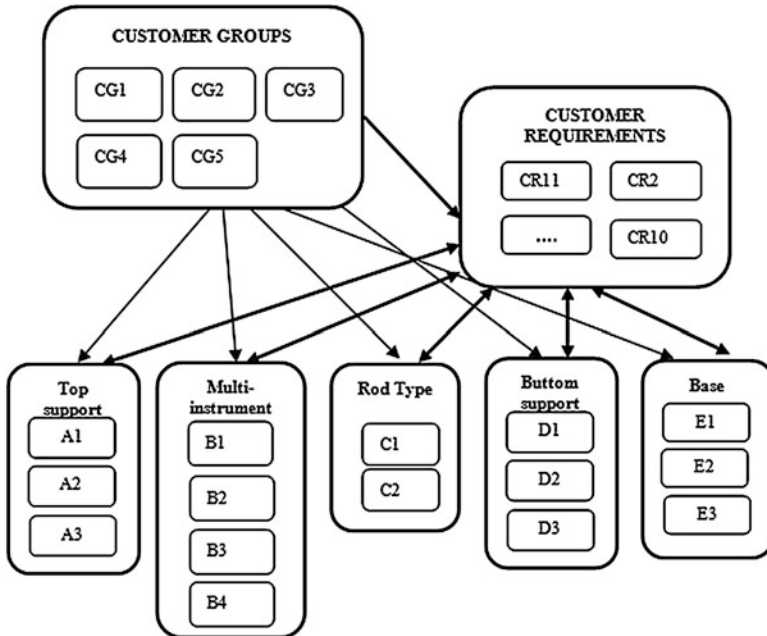 CUSTOMER GROUPS
CG1 CG2 CG3
CG4 CG5
CUSTOMER
REQUIREMENTS
CR11 CR2
.... CR10
Top
support
A1
A2
A3
Multi-
instrument
B1
B2
B3
B4
Rod Type
C1
C2
Buttom
support
D1
D2
D3
Base
E1
E2
E3